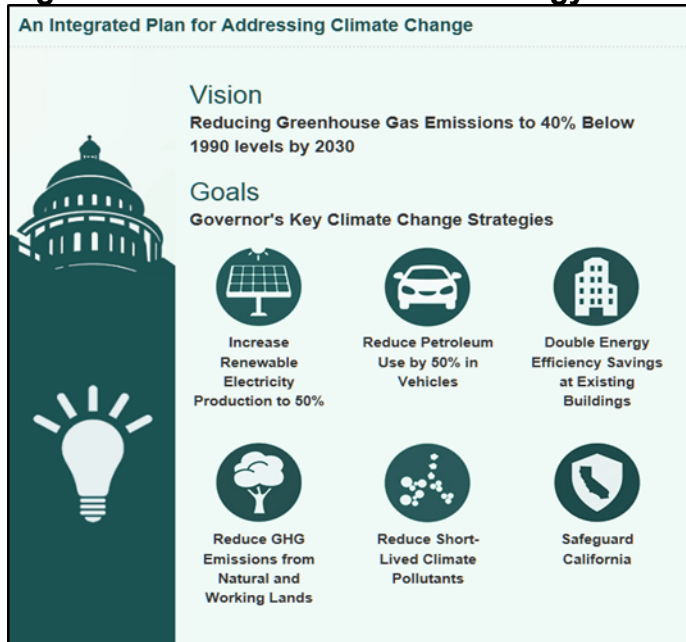 An Integrated Plan for Addressing Climate Change
Vision
Reducing Greenhouse Gas Emissions to 40% Below
1990 levels by 2030
Goals
Governor's Key Climate Change Strategies
Increase
Renewable
Electricity
Production to 50%
Reduce Petroleum
Use by 50% in
Vehicles
Double Energy
Efficiency Savings
at Existing
Buildings
Reduce GHG
Emissions from
Natural and
Working Lands
Reduce Short-
Lived Climate
Pollutants
Safeguard
California